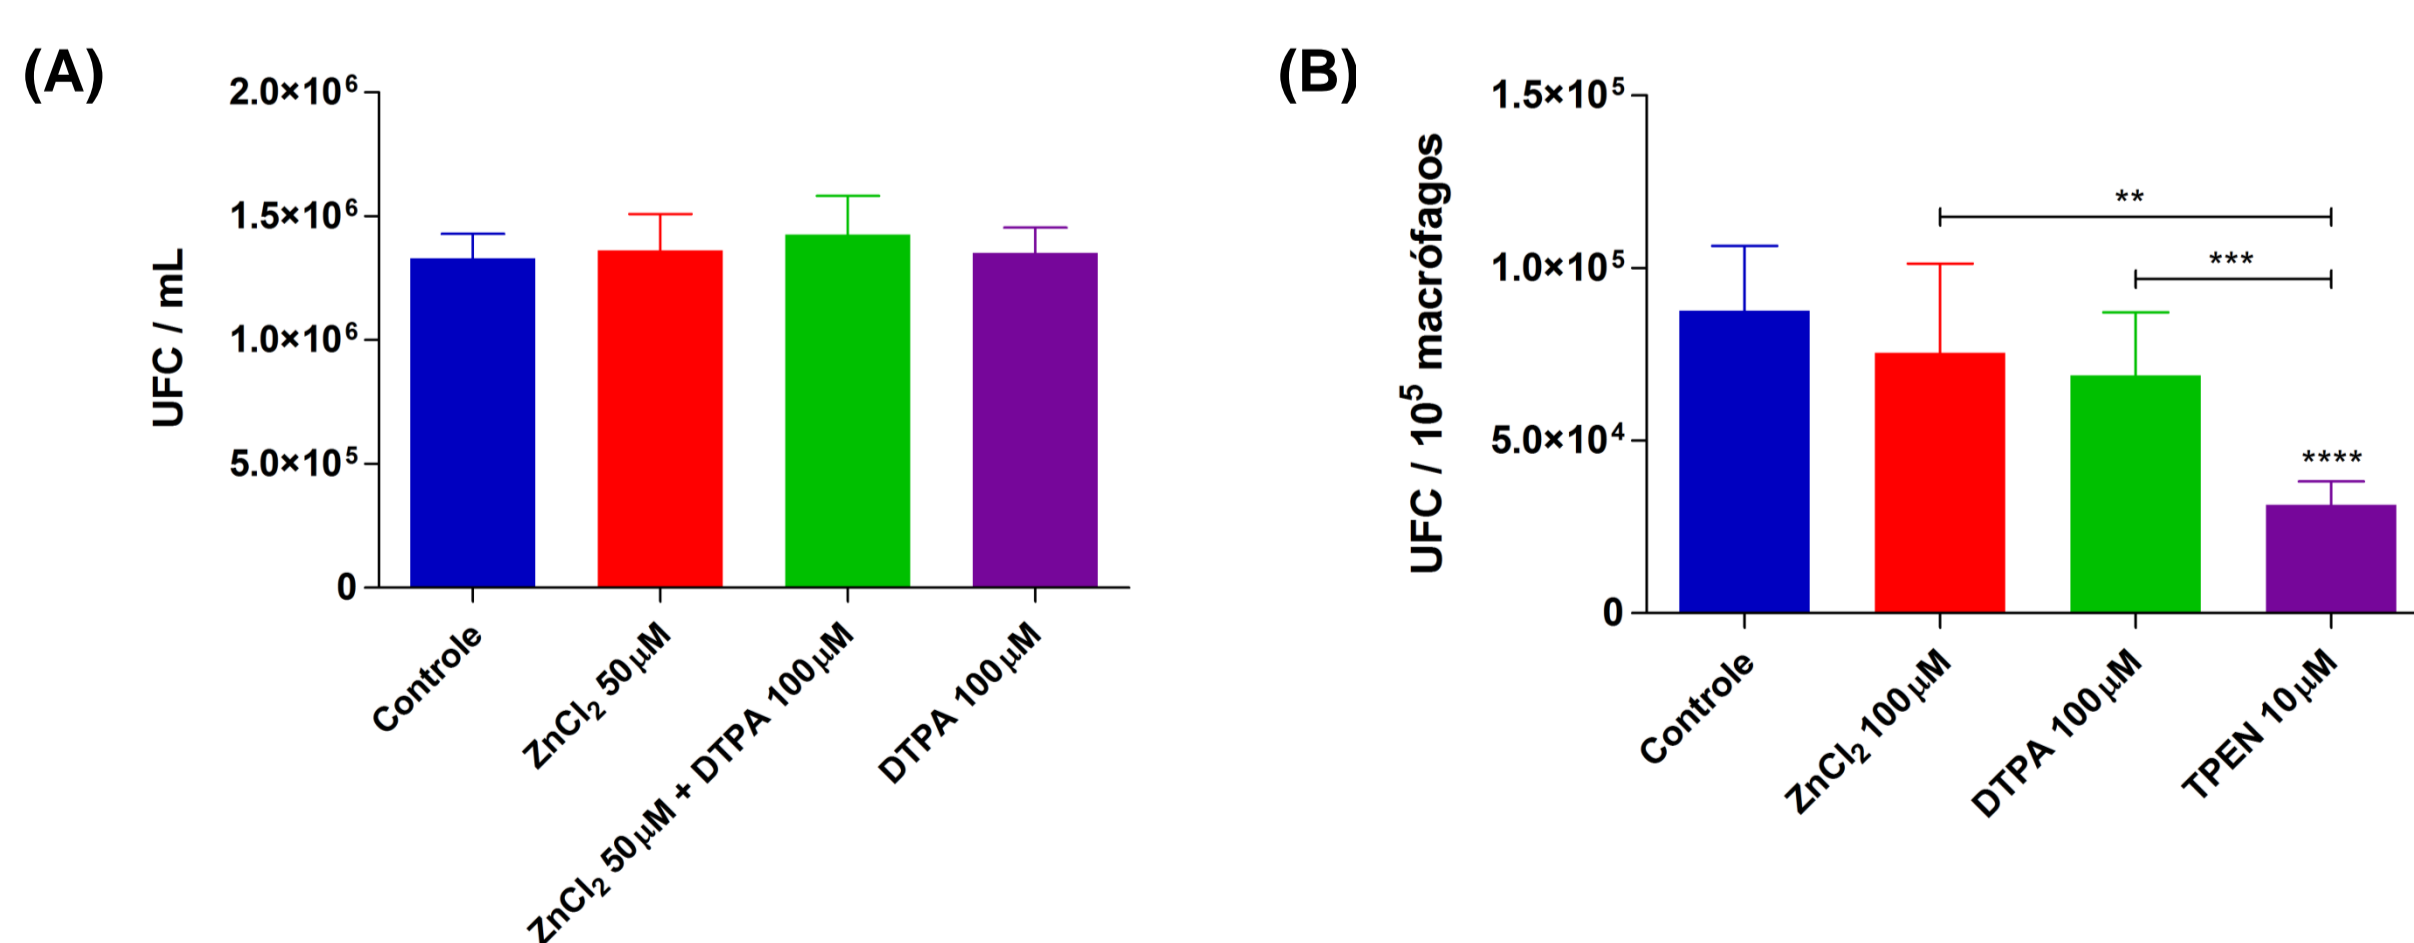 (A)
UFC / mL
2.0×10⁶
1.5×10⁶
1.0×10⁶
5.0×10⁵
0
Controle
ZnCl₂ 50µM
ZnCl₂ 50µM + DTPA 100µM
DTPA 100µM
(B)
UFC / 10⁵ macrófagos
1.5×10⁵
1.0×10⁵
5.0×10⁴
0
**
***
****
Controle
ZnCl₂ 100µM
DTPA 100µM
TPEN 10µM